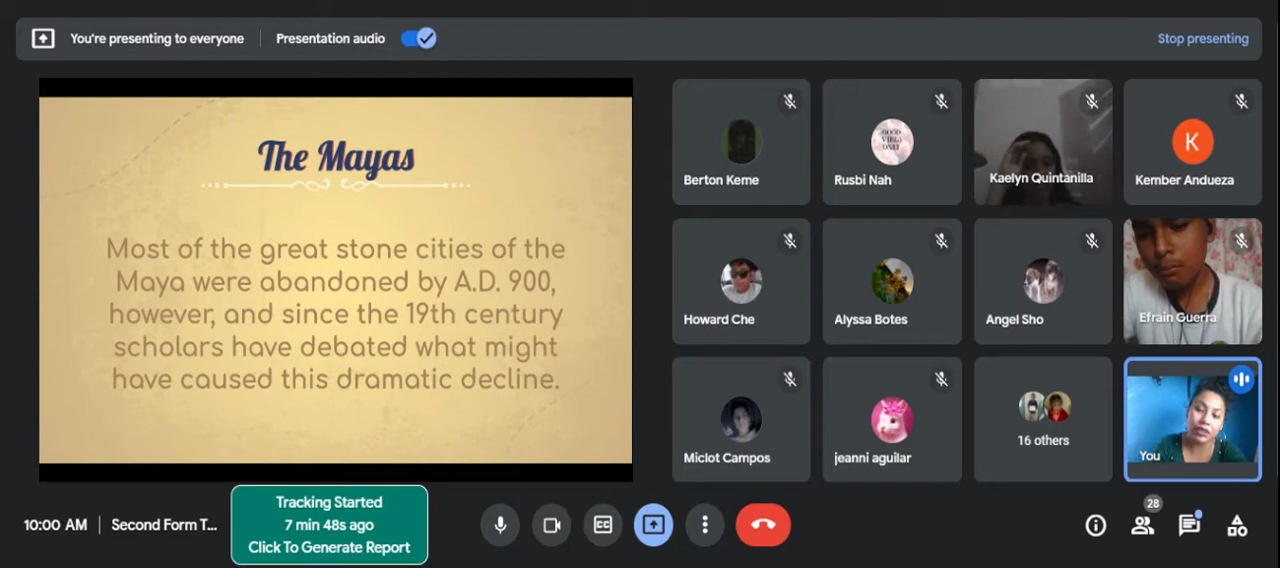 You're presenting to everyone
Presentation audio
Stop presenting
The Mayas
Most of the great stone cities of the
Maya were abandoned by A.D. 900,
however, and since the 19th century
scholars have debated what might
have caused this dramatic decline.
Berton Keme
GOOD
VIBES
ONLY
Rusbi Nah
Kaelyn Quintanilla
K
Kember Andueza
Howard Che
Alyssa Botes
Angel Sho
Efrain Guerra
Miclot Campos
jeanni aguilar
16 others
You
10:00 AM
Second Form T...
Tracking Started
7 min 48s ago
Click To Generate Report
CC
28